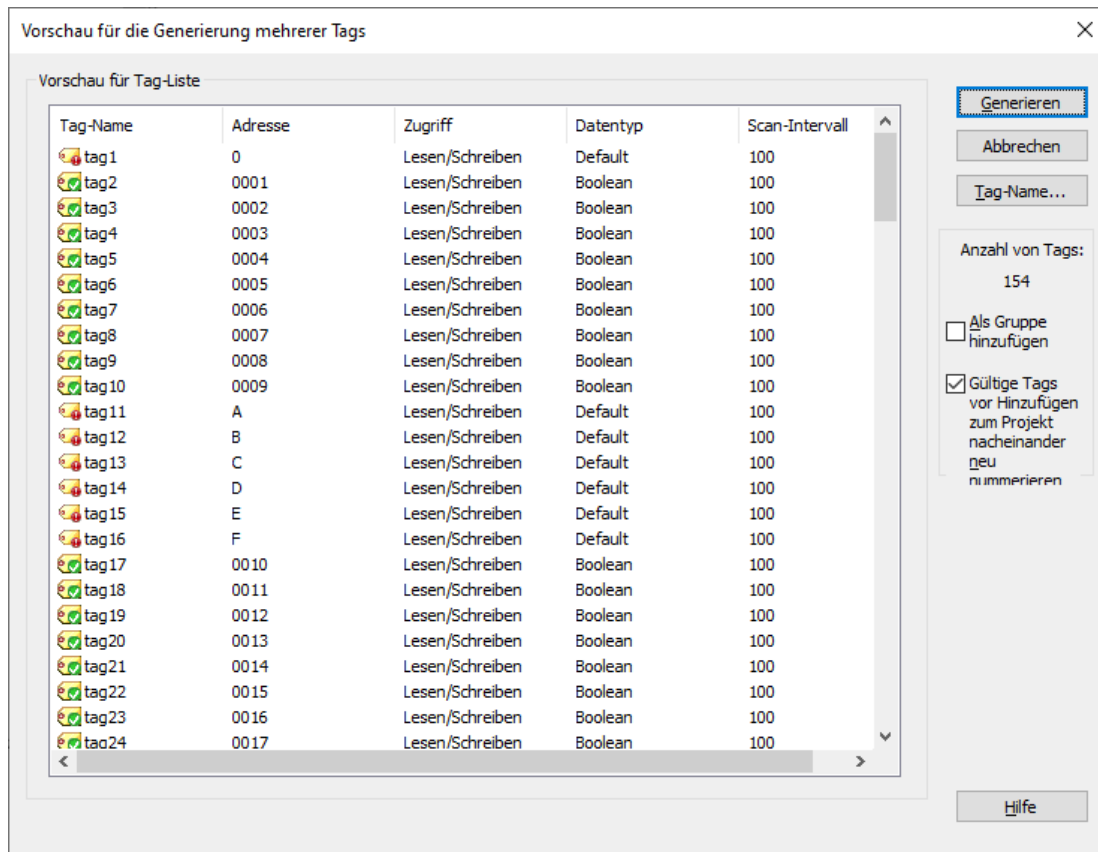 Vorschau für die Generierung mehrerer Tags
Vorschau für Tag-Liste
Tag-Name Adresse Zugriff Datentyp Scan-Intervall
tag1 0 Lesen/Schreiben Default 100
tag2 0001 Lesen/Schreiben Boolean 100
tag3 0002 Lesen/Schreiben Boolean 100
tag4 0003 Lesen/Schreiben Boolean 100
tag5 0004 Lesen/Schreiben Boolean 100
tag6 0005 Lesen/Schreiben Boolean 100
tag7 0006 Lesen/Schreiben Boolean 100
tag8 0007 Lesen/Schreiben Boolean 100
tag9 0008 Lesen/Schreiben Boolean 100
tag10 0009 Lesen/Schreiben Boolean 100
tag11 A Lesen/Schreiben Default 100
tag12 B Lesen/Schreiben Default 100
tag13 C Lesen/Schreiben Default 100
tag14 D Lesen/Schreiben Default 100
tag15 E Lesen/Schreiben Default 100
tag16 F Lesen/Schreiben Default 100
tag17 0010 Lesen/Schreiben Boolean 100
tag18 0011 Lesen/Schreiben Boolean 100
tag19 0012 Lesen/Schreiben Boolean 100
tag20 0013 Lesen/Schreiben Boolean 100
tag21 0014 Lesen/Schreiben Boolean 100
tag22 0015 Lesen/Schreiben Boolean 100
tag23 0016 Lesen/Schreiben Boolean 100
tag24 0017 Lesen/Schreiben Boolean 100
Generieren
Abbrechen
Tag-Name...
Anzahl von Tags:
154
Als Gruppe
hinzufügen
Gültige Tags
vor Hinzufügen
zum Projekt
nacheinander
neu
nummerieren
Hilfe